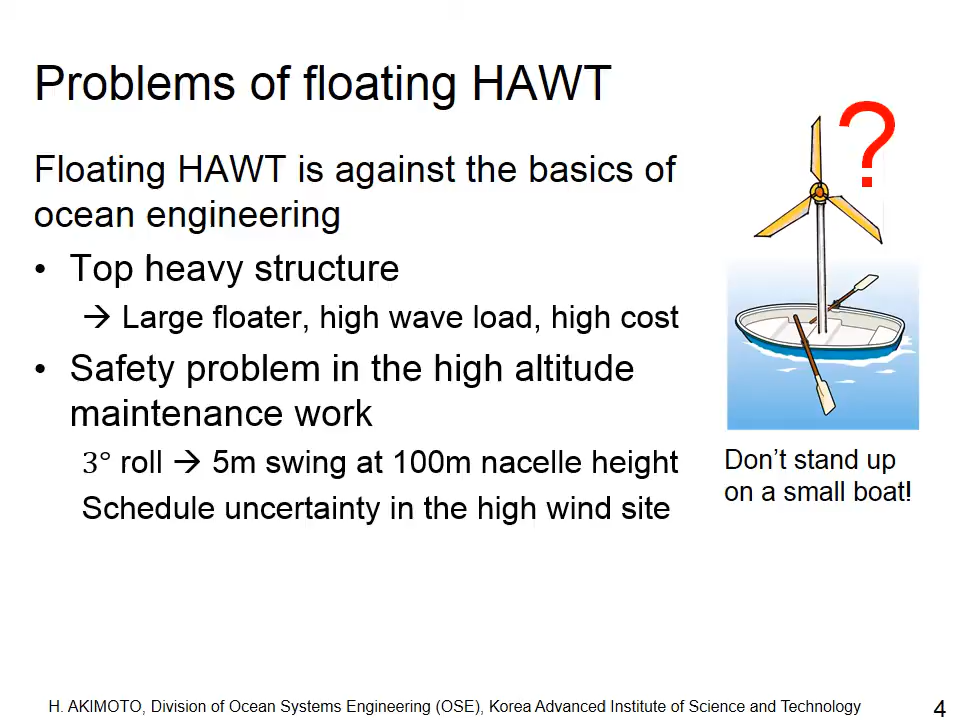 Problems of floating HAWT
?
Floating HAWT is against the basics of
ocean engineering
• Top heavy structure
→ Large floater, high wave load, high cost
• Safety problem in the high altitude
maintenance work
3° roll → 5m swing at 100m nacelle height
Schedule uncertainty in the high wind site
Don't stand up
on a small boat!
H. AKIMOTO, Division of Ocean Systems Engineering (OSE), Korea Advanced Institute of Science and Technology
4